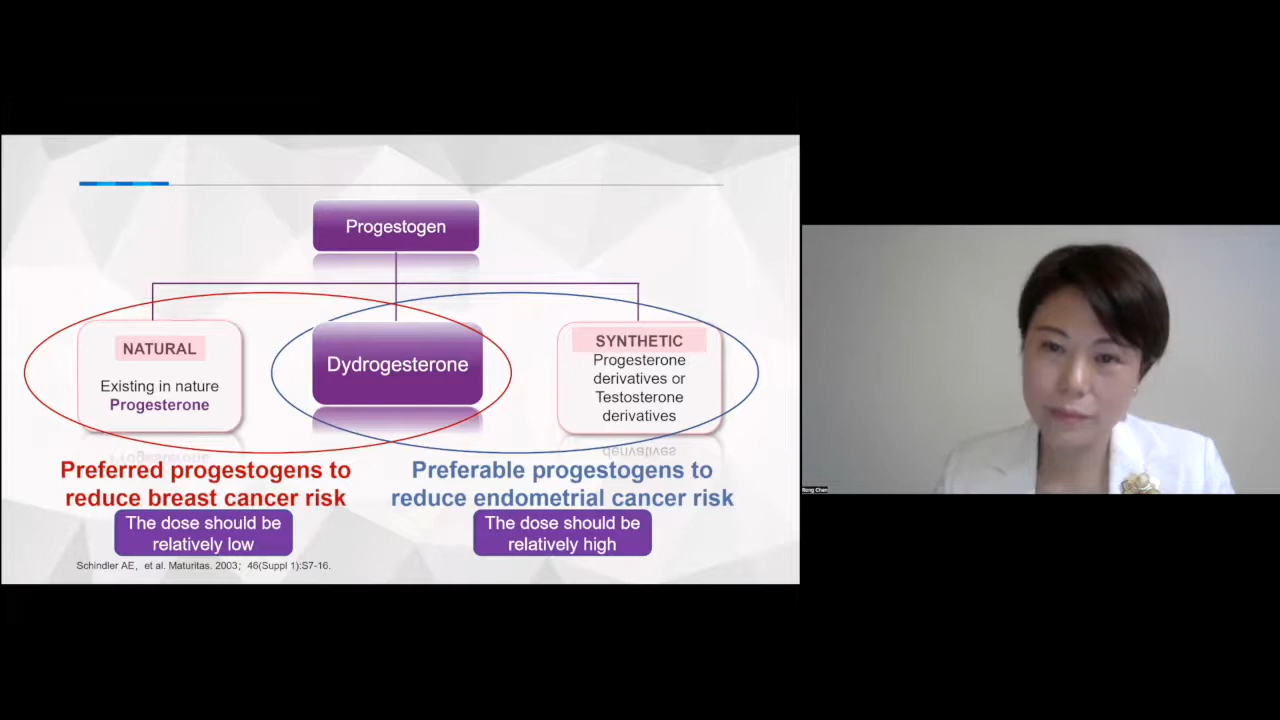 Progestogen
NATURAL
Existing in nature
Progesterone
Dydrogesterone
SYNTHETIC
Progesterone
derivatives or
Testosterone
derivatives
Preferred progestogens to
reduce breast cancer risk
The dose should be
relatively low
Preferable progestogens to
reduce endometrial cancer risk
The dose should be
relatively high
Schindler AE, et al. Maturitas. 2003; 46(Suppl 1):S7-16.
Rong Chen